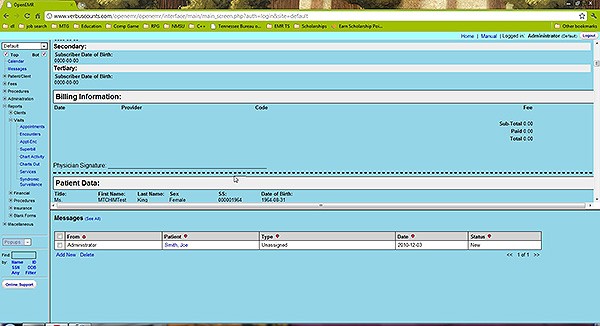 OpenEMR
www.verbustcounts.com/openemr/openemr/interface/main/main_screen.php?auth=login&site=default
dl job search MTG Education Comp Game RPG NMSU C++ Tennessee Bureau o... EMR TS Scholarships Earn Scholarship Poi... Other bookmarks
Home | Manual | Logged in: Administrator (Default) Logout
Default
Top Bot
Calendar
Messages
Patient/Client
Fees
Procedures
Administration
Reports
Clients
Visits
Appointments
Encounters
Appt-Enc
Superbill
Chart Activity
Charts Out
Services
Syndromic
Surveillance
Financial
Procedures
Insurance
Blank Forms
Miscellaneous
Popups
Find:
by: Name ID
SSN DOB
Any Filter
Online Support
0000-00-00
Secondary:
Subscriber Date of Birth:
0000-00-00
Tertiary:
Subscriber Date of Birth:
0000-00-00
Billing Information:
Date Provider Code Fee
Sub-Total 0.00
Paid 0.00
Total 0.00
Physician Signature:
Patient Data:
Title: First Name: Last Name: Sex SS: Date of Birth:
Ms. MTCHIMTest King Female 000001964 1964-08-31
Messages (See All)
From Patient Type Date Status
Administrator Smith, Joe Unassigned 2010-12-03 New
Add New Delete << 1 of 1 >>